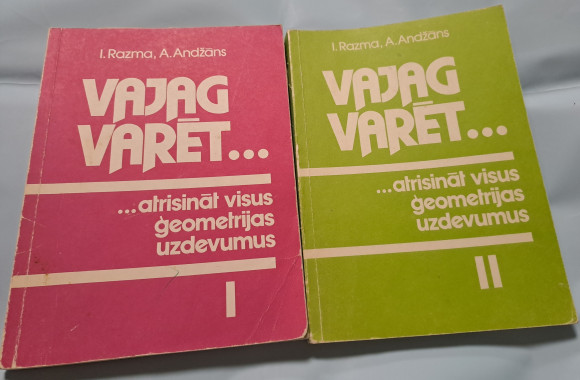 I. Razma, A. Andžāns
VAJAG
VARĒT...
...atrisināt visus
ģeometrijas
uzdevumus
I
I. Razma, A. Andžāns
VAJAG
VARĒT...
...atrisināt visus
ģeometrijas
uzdevumus
II